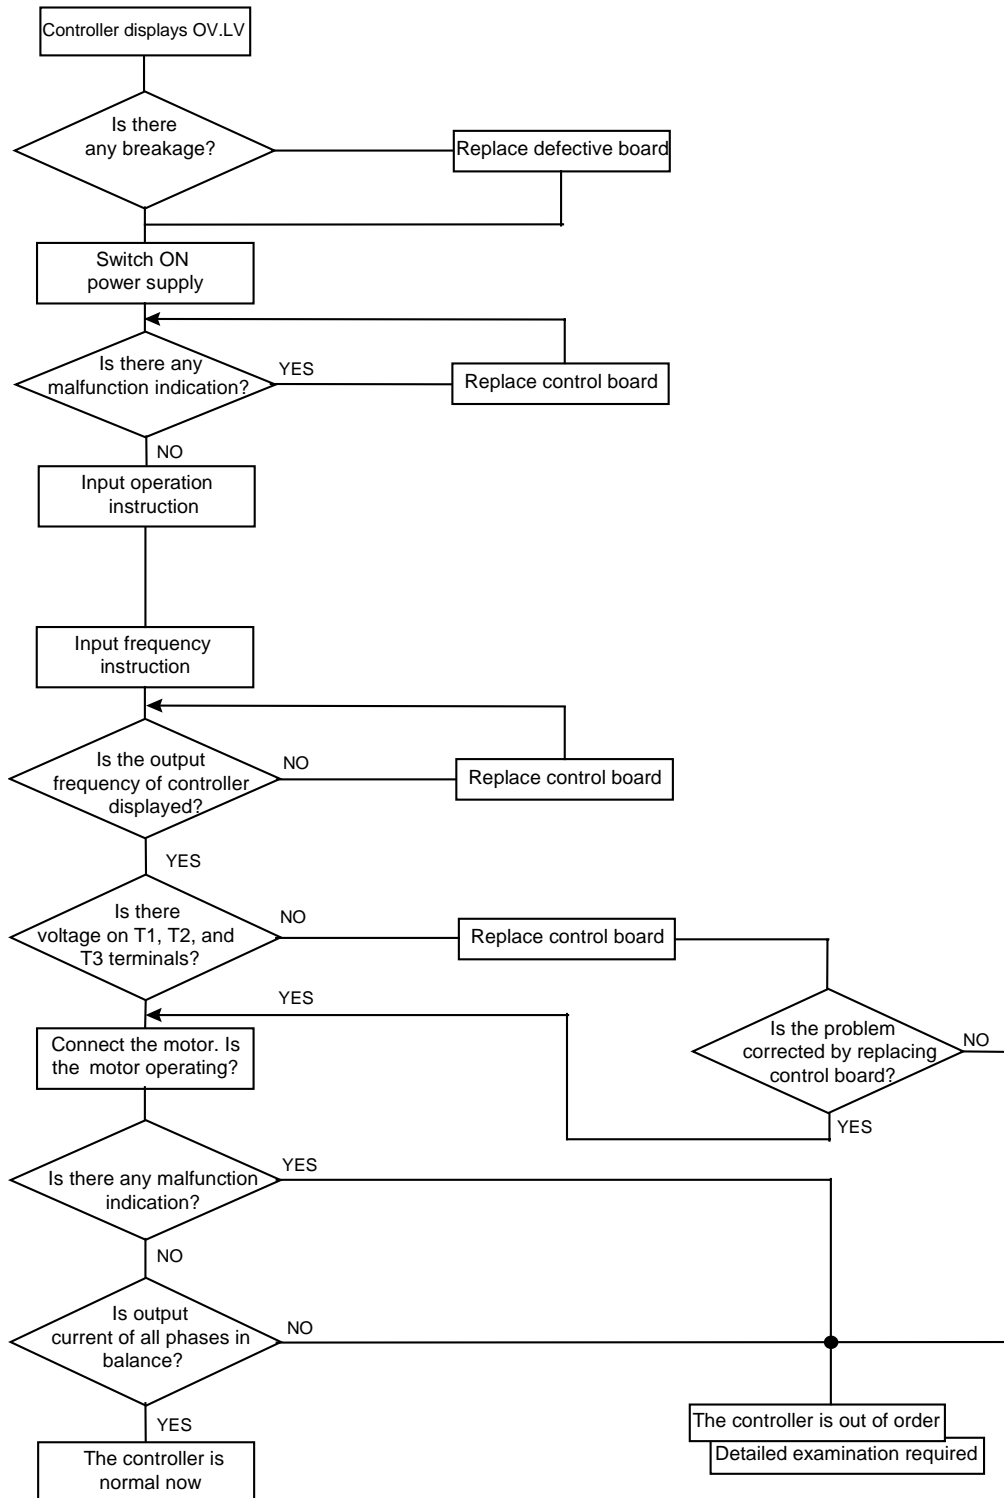 Controller displays OV.LV
Is there
any breakage?
Replace defective board
Switch ON
power supply
Is there any
malfunction indication?
YES
Replace control board
NO
Input operation
instruction
Input frequency
instruction
Is the output
frequency of controller
displayed?
NO
Replace control board
YES
Is there
voltage on T1, T2, and
T3 terminals?
NO
Replace control board
YES
Is the problem
corrected by replacing
control board?
NO
YES
Connect the motor. Is
the motor operating?
Is there any malfunction
indication?
YES
NO
Is output
current of all phases in
balance?
NO
YES
The controller is out of order
Detailed examination required
The controller is
normal now